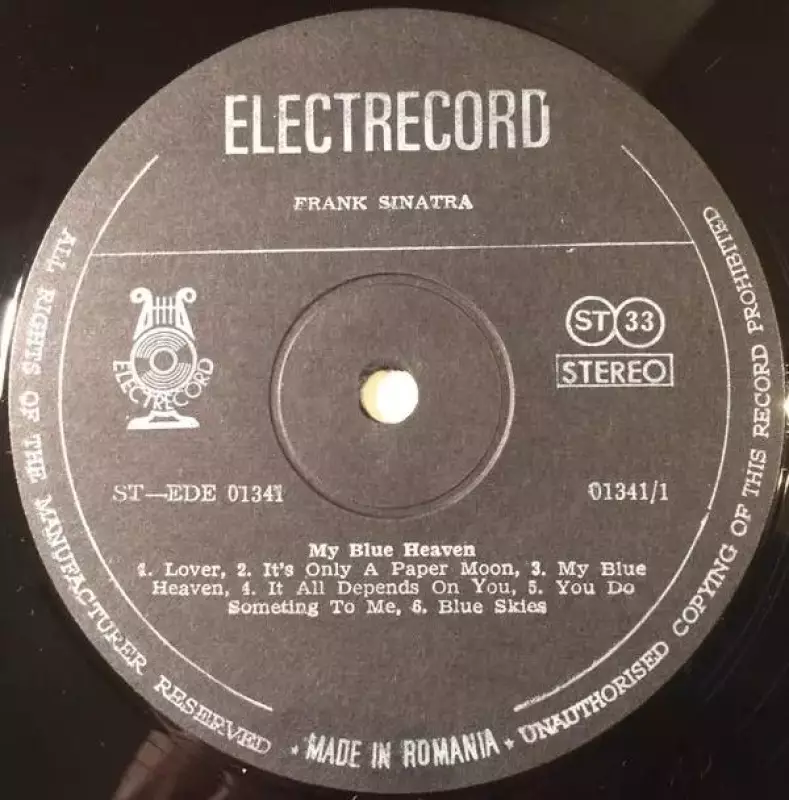 ELECTRECORD
FRANK SINATRA
ELECTRECORD
ST 33
STEREO
ST—EDE 01341
01341/1
My Blue Heaven
1. Lover, 2. It's Only A Paper Moon, 3. My Blue
Heaven, 4. It All Depends On You, 5. You Do
Someting To Me, 6. Blue Skies
ALL RIGHTS OF THE MANUFACTURER RESERVED * MADE IN ROMANIA * UNAUTHORISED COPYING OF THIS RECORD PROHIBITED